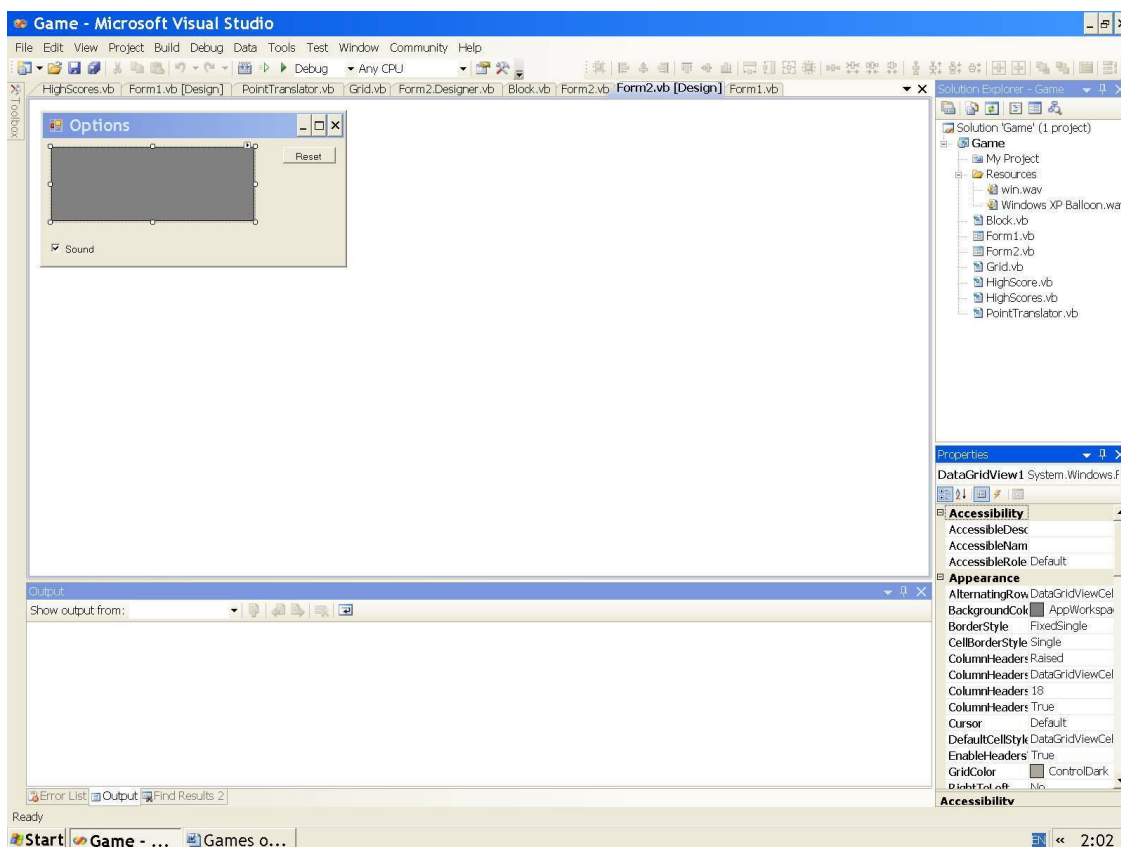 Game - Microsoft Visual Studio
File Edit View Project Build Debug Data Tools Test Window Community Help
Debug Any CPU
HighScores.vb Form1.vb [Design] PointTranslator.vb Grid.vb Form2.Designer.vb Block.vb Form2.vb Form2.vb [Design] Form1.vb
Toolbox
Options
Reset
Sound
Solution Explorer - Game
Solution 'Game' (1 project)
Game
My Project
Resources
win.wav
Windows XP Balloon.wa
Block.vb
Form1.vb
Form2.vb
Grid.vb
HighScore.vb
HighScores.vb
PointTranslator.vb
Properties
DataGridView1 System.Windows.F
Accessibility
AccessibleDesc
AccessibleNam
AccessibleRole Default
Appearance
AlternatingRow DataGridViewCel
BackgroundCol AppWorkspa
BorderStyle FixedSingle
CellBorderStyle Single
ColumnHeaders Raised
ColumnHeaders DataGridViewCel
ColumnHeaders 18
ColumnHeaders True
Cursor Default
DefaultCellStyle DataGridViewCel
EnableHeaders True
GridColor ControlDark
RightToLeft No
Accessibility
Output
Show output from:
Error List Output Find Results 2
Ready
Start Game - ... Games o... EN « 2:02